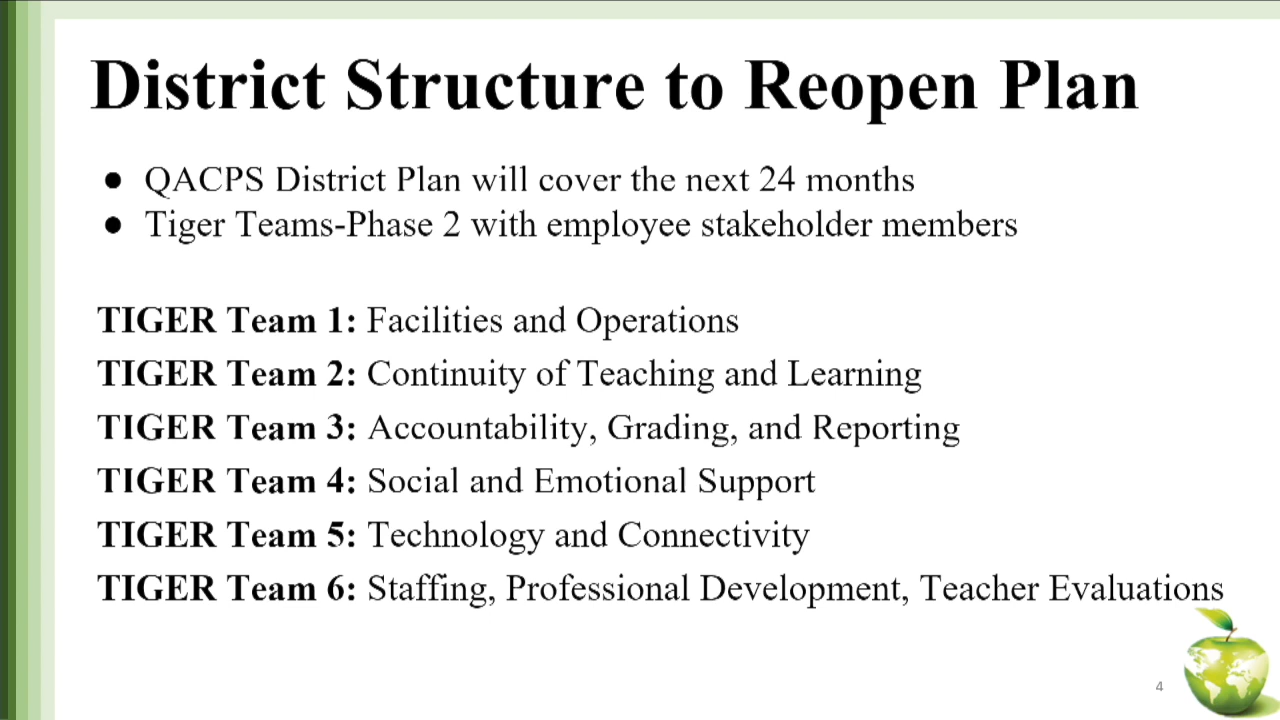 District Structure to Reopen Plan
● QACPS District Plan will cover the next 24 months
● Tiger Teams-Phase 2 with employee stakeholder members
TIGER Team 1: Facilities and Operations
TIGER Team 2: Continuity of Teaching and Learning
TIGER Team 3: Accountability, Grading, and Reporting
TIGER Team 4: Social and Emotional Support
TIGER Team 5: Technology and Connectivity
TIGER Team 6: Staffing, Professional Development, Teacher Evaluations
4